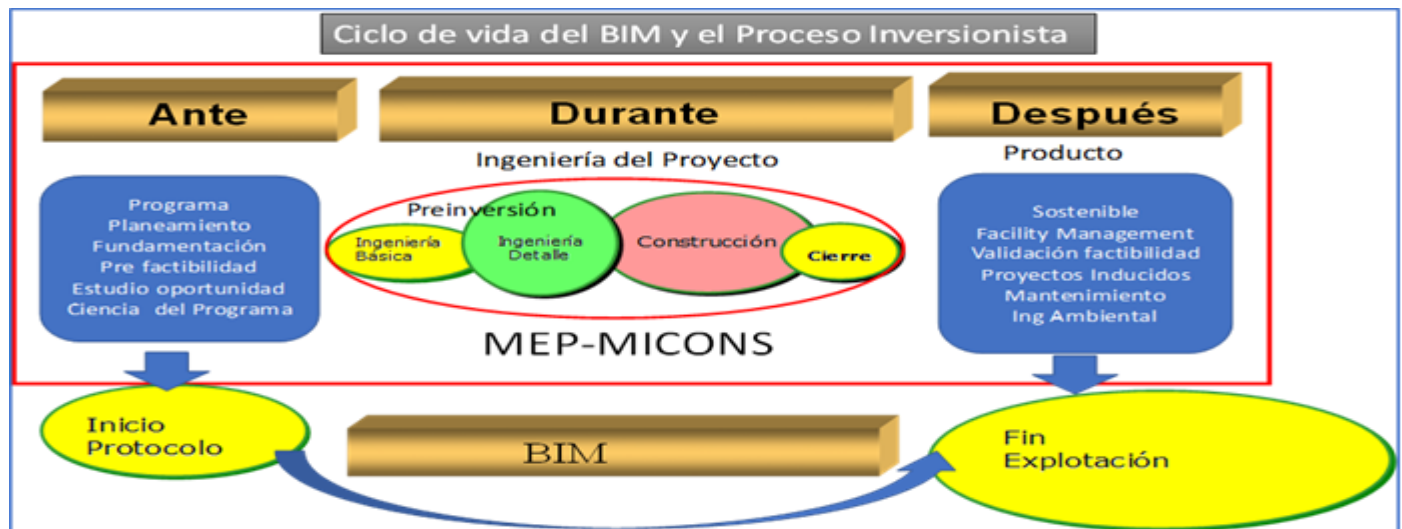 Ciclo de vida del BIM y el Proceso Inversionista
Ante
Durante
Después
Ingeniería del Proyecto
Producto
Programa
Planeamiento
Fundamentación
Pre factibilidad
Estudio oportunidad
Ciencia del Programa
Preinversión
Ingeniería
Básica
Ingeniería
Detalle
Construcción
Cierre
MEP-MICONS
Sostenible
Facility Management
Validación factibilidad
Proyectos Inducidos
Mantenimiento
Ing Ambiental
Inicio
Protocolo
BIM
Fin
Explotación